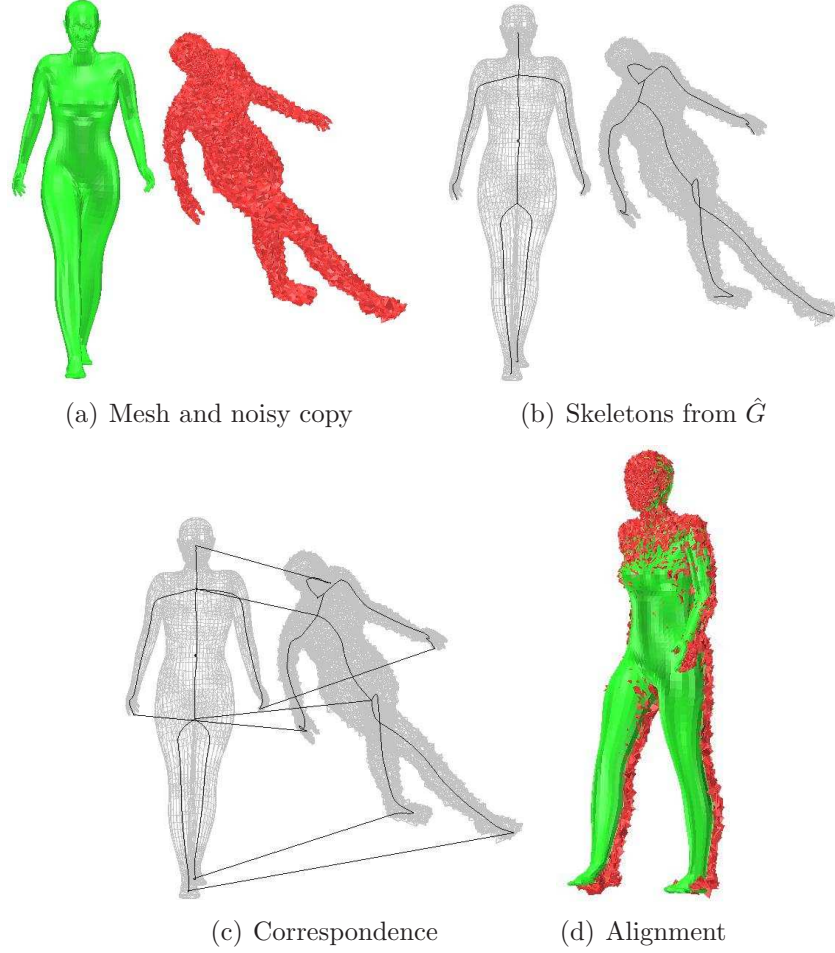 (a) Mesh and noisy copy
(b) Skeletons from Ĝ
(c) Correspondence
(d) Alignment